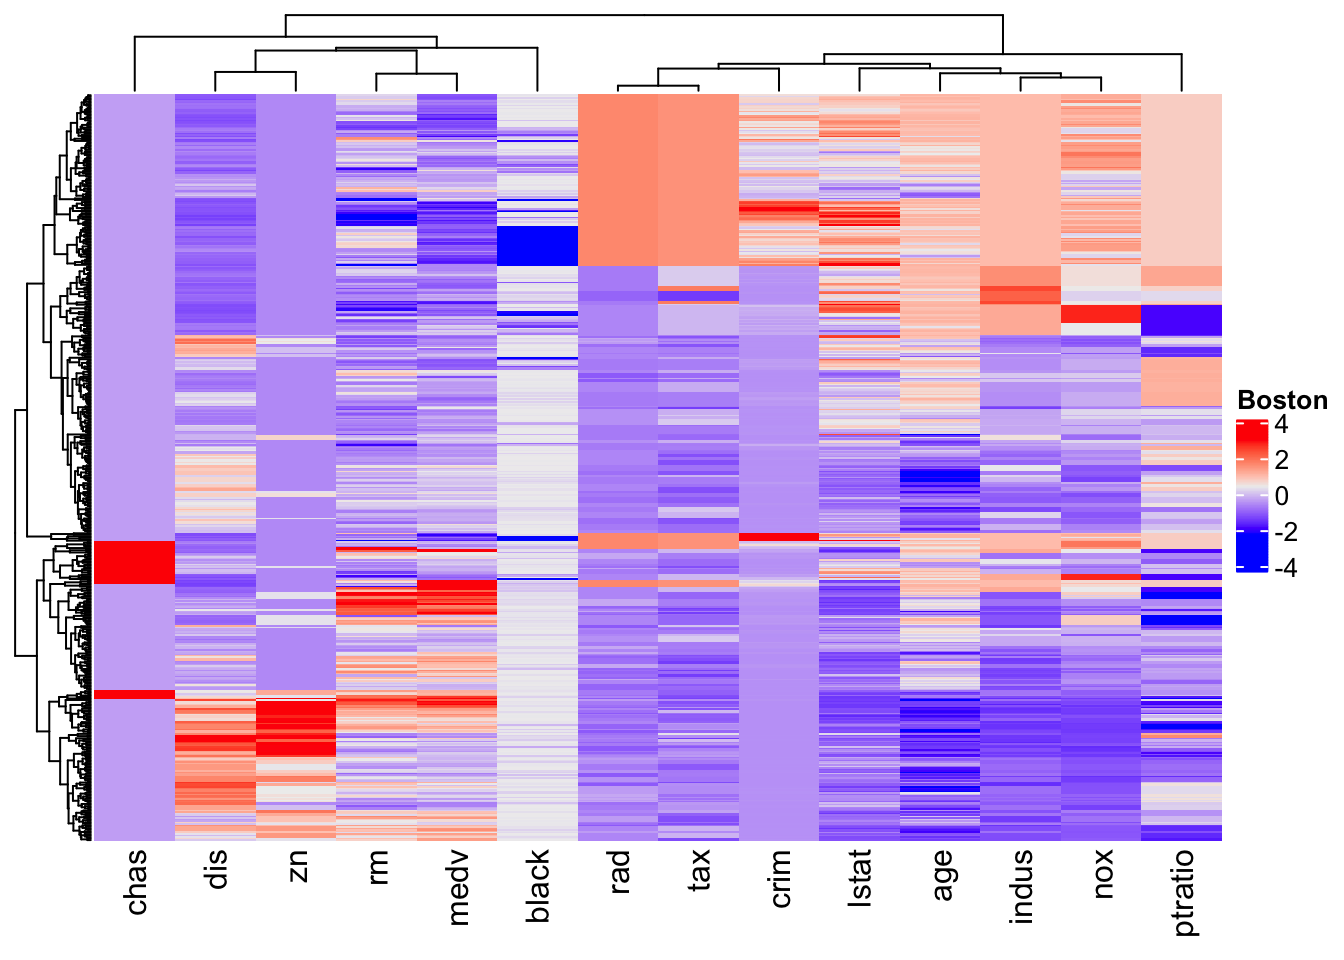 Boston
4
2
0
-2
-4
chas
dis
zn
rm
medv
black
rad
tax
crim
lstat
age
indus
nox
ptratio